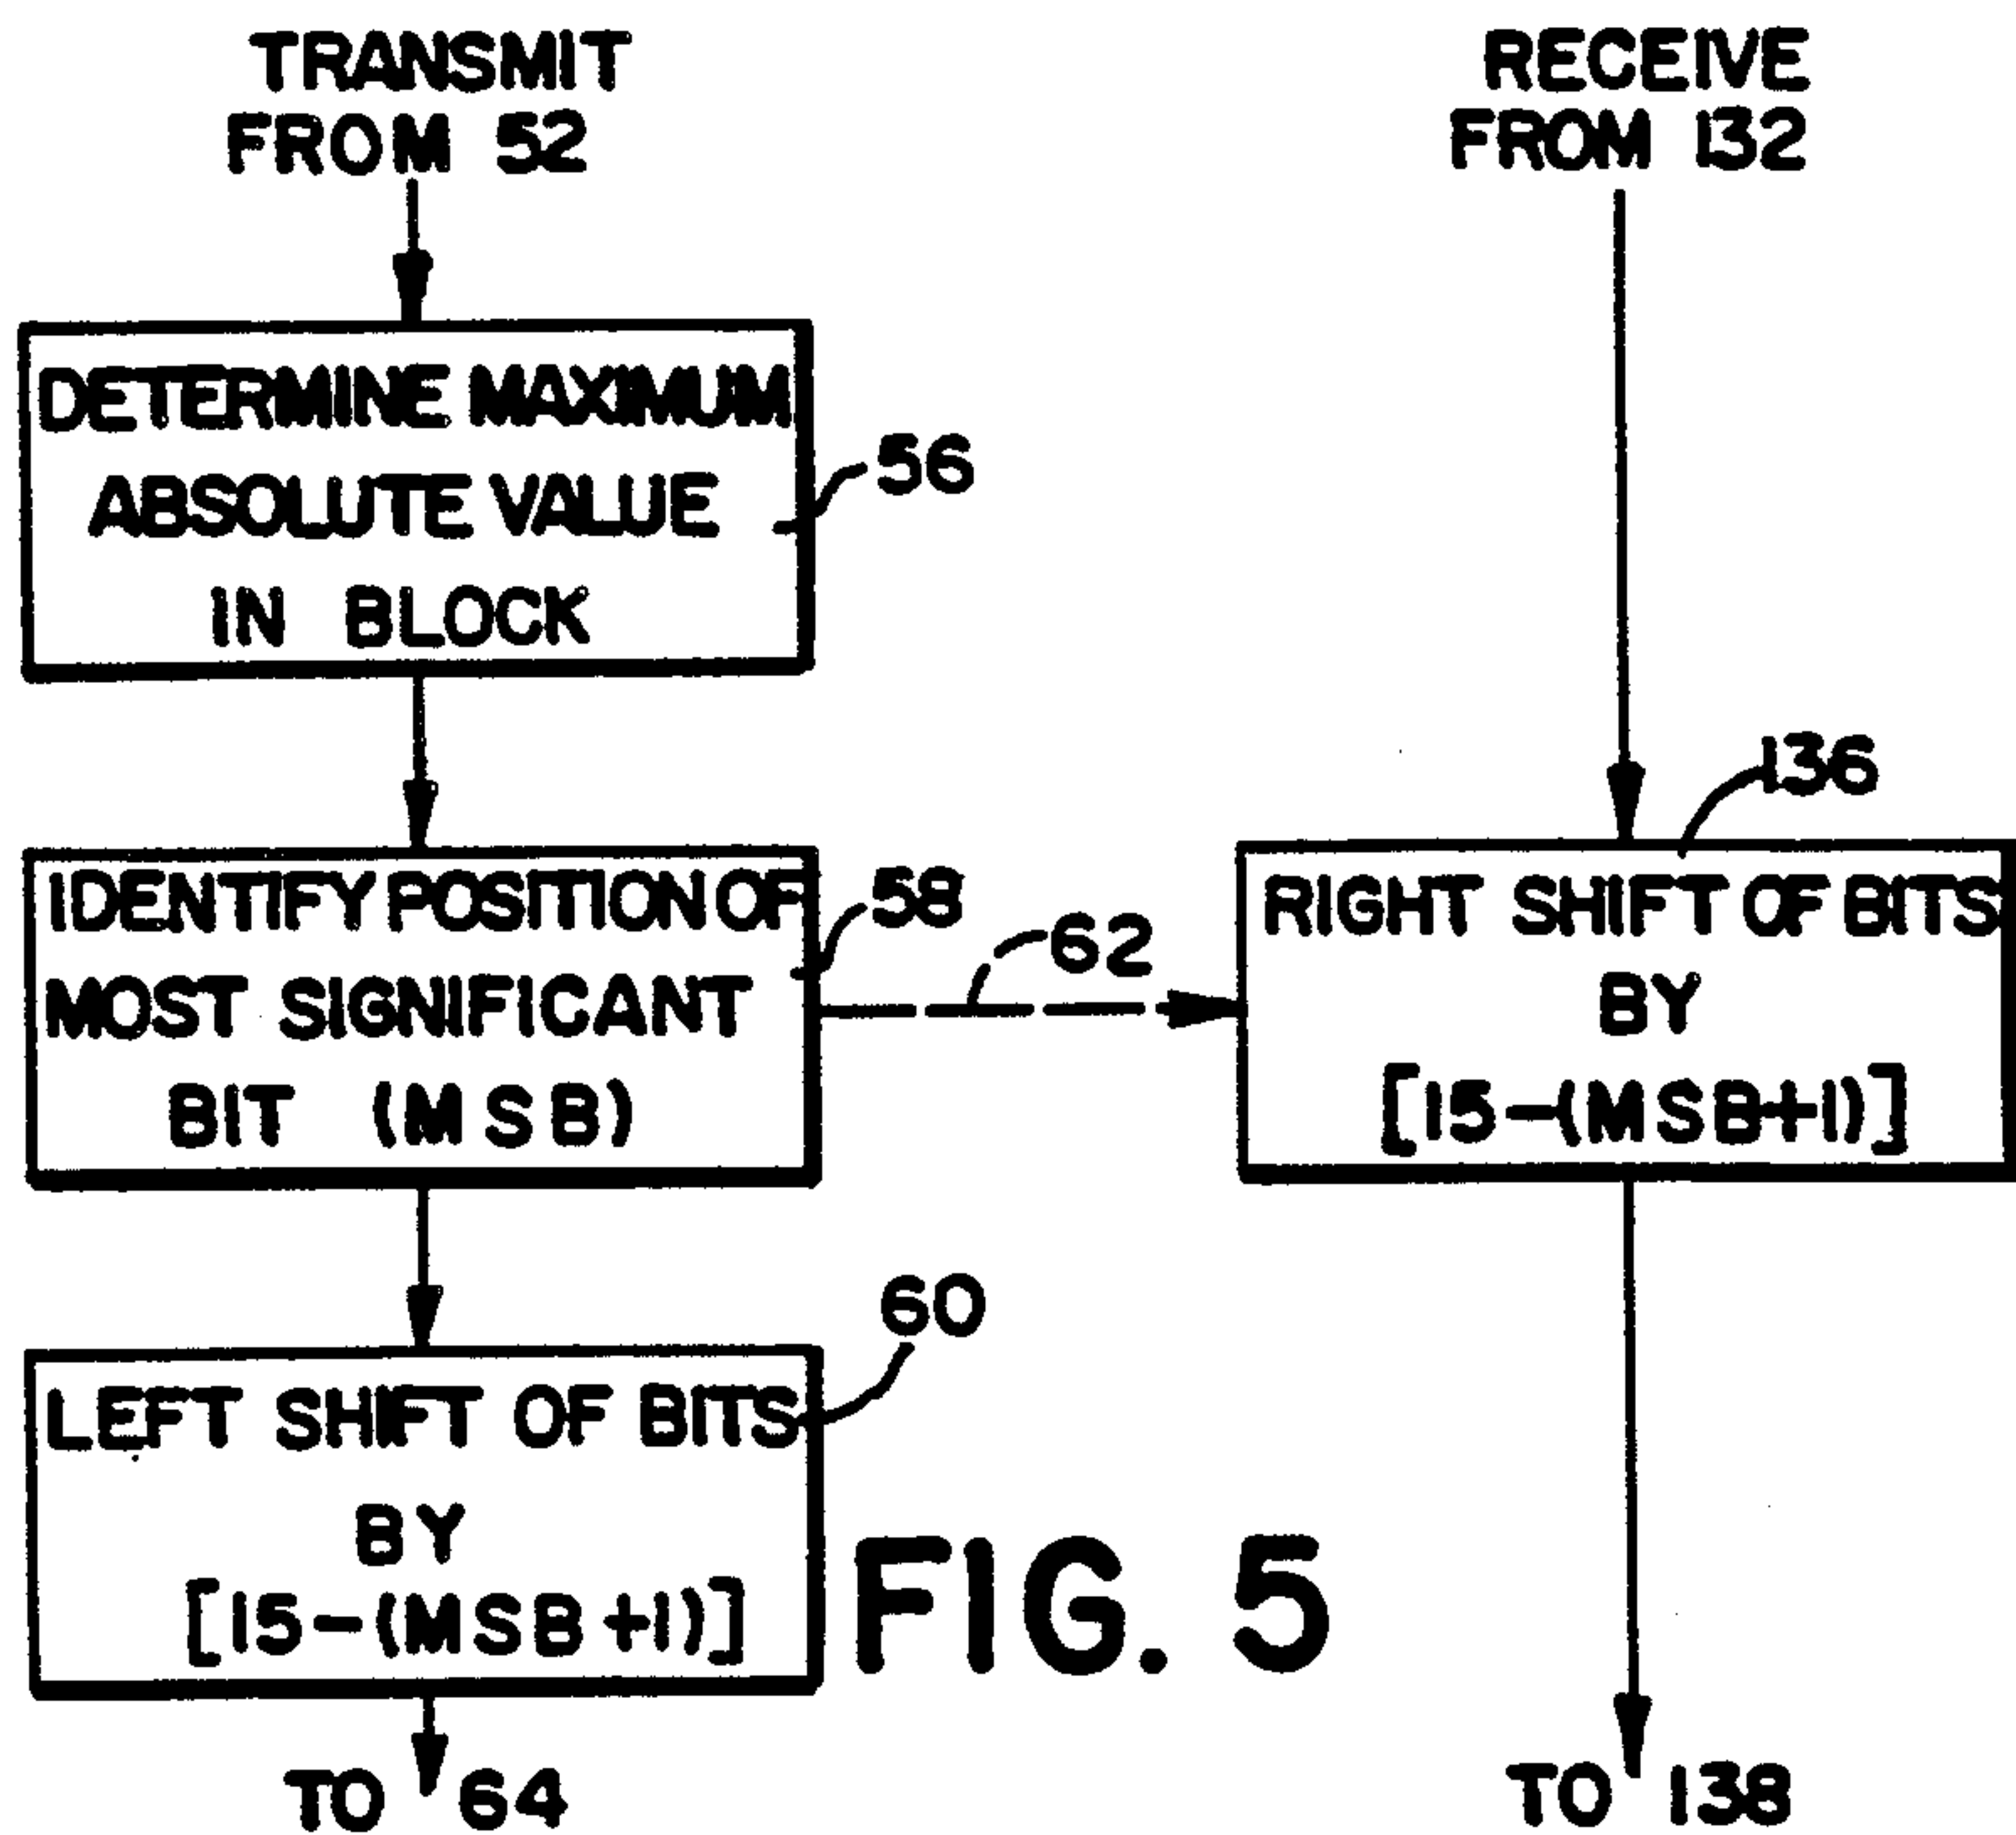 TRANSMIT
FROM 52
DETERMINE MAXIMUM
ABSOLUTE VALUE
IN BLOCK
56
IDENTIFY POSITION OF
MOST SIGNIFICANT
BIT (MSB)
58
62
LEFT SHIFT OF BITS
BY
[15-(MSB+1)]
60
TO 64
RECEIVE
FROM 132
136
RIGHT SHIFT OF BITS
BY
[15-(MSB+1)]
TO 138
FIG. 5